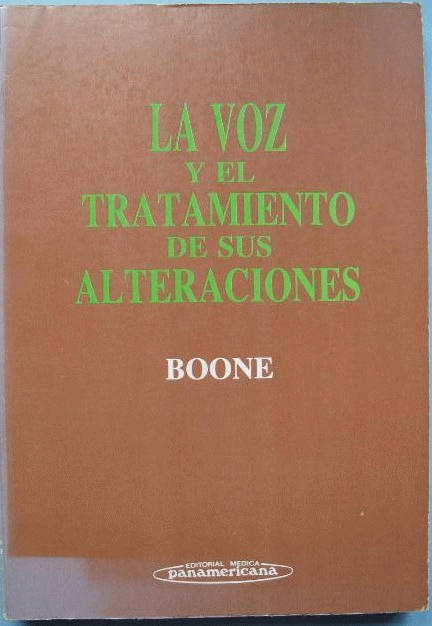 LA VOZ
Y EL
TRATAMIENTO
DE SUS
ALTERACIONES
BOONE
EDITORIAL MEDICA
panamericana